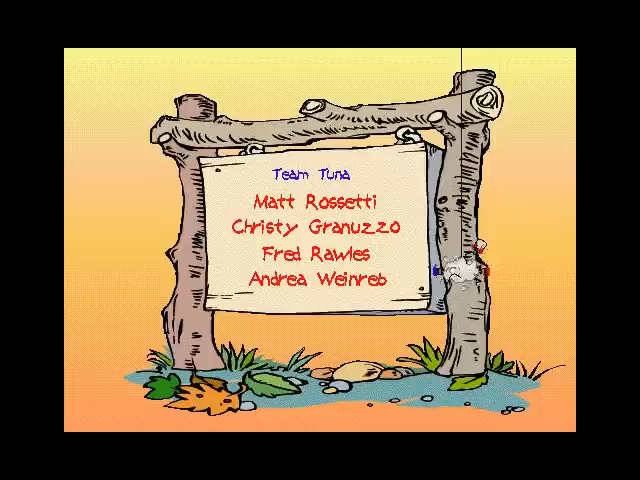 Team Tuna
Matt Rossetti
Christy Granuzzo
Fred Rawles
Andrea Weinreb